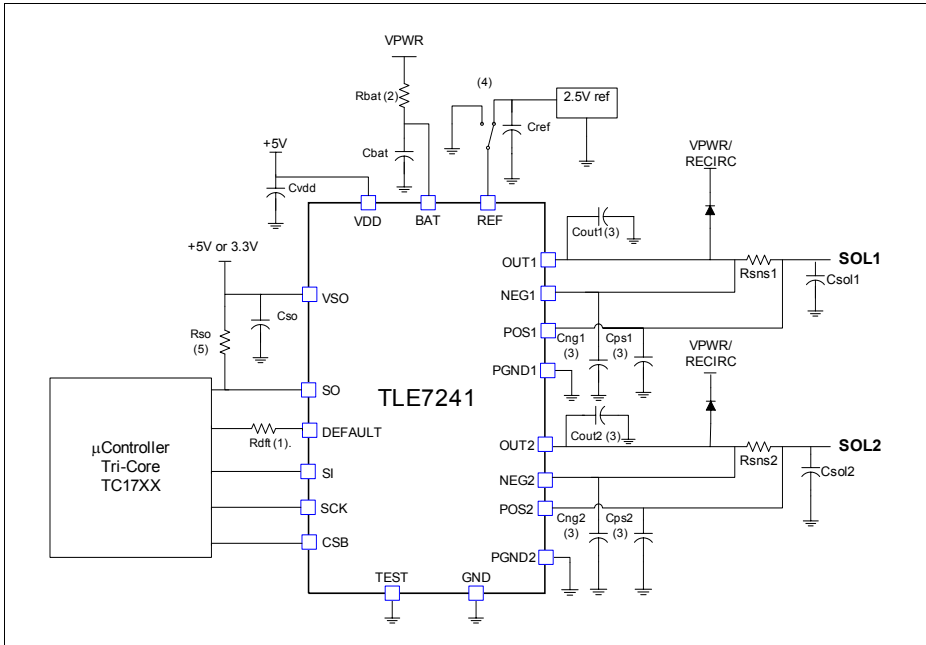 VPWR
(4)
Rbat (2)
2.5V ref
Cref
+5V
Cbat
Cvdd
VPWR/
RECIRC
VDD
BAT
REF
Cout1(3)
+5V or 3.3V
OUT1
SOL1
Rsns1
Csol1
NEG1
VSO
Cso
Rso
(5)
POS1
Cng1
(3)
Cps1
(3)
VPWR/
RECIRC
PGND1
TLE7241
SO
DEFAULT
Rdft (1).
Cout2 (3)
OUT2
SOL2
Rsns2
Csol2
µController
Tri-Core
TC17XX
SI
NEG2
SCK
POS2
Cng2
(3)
Cps2
(3)
CSB
PGND2
TEST
GND